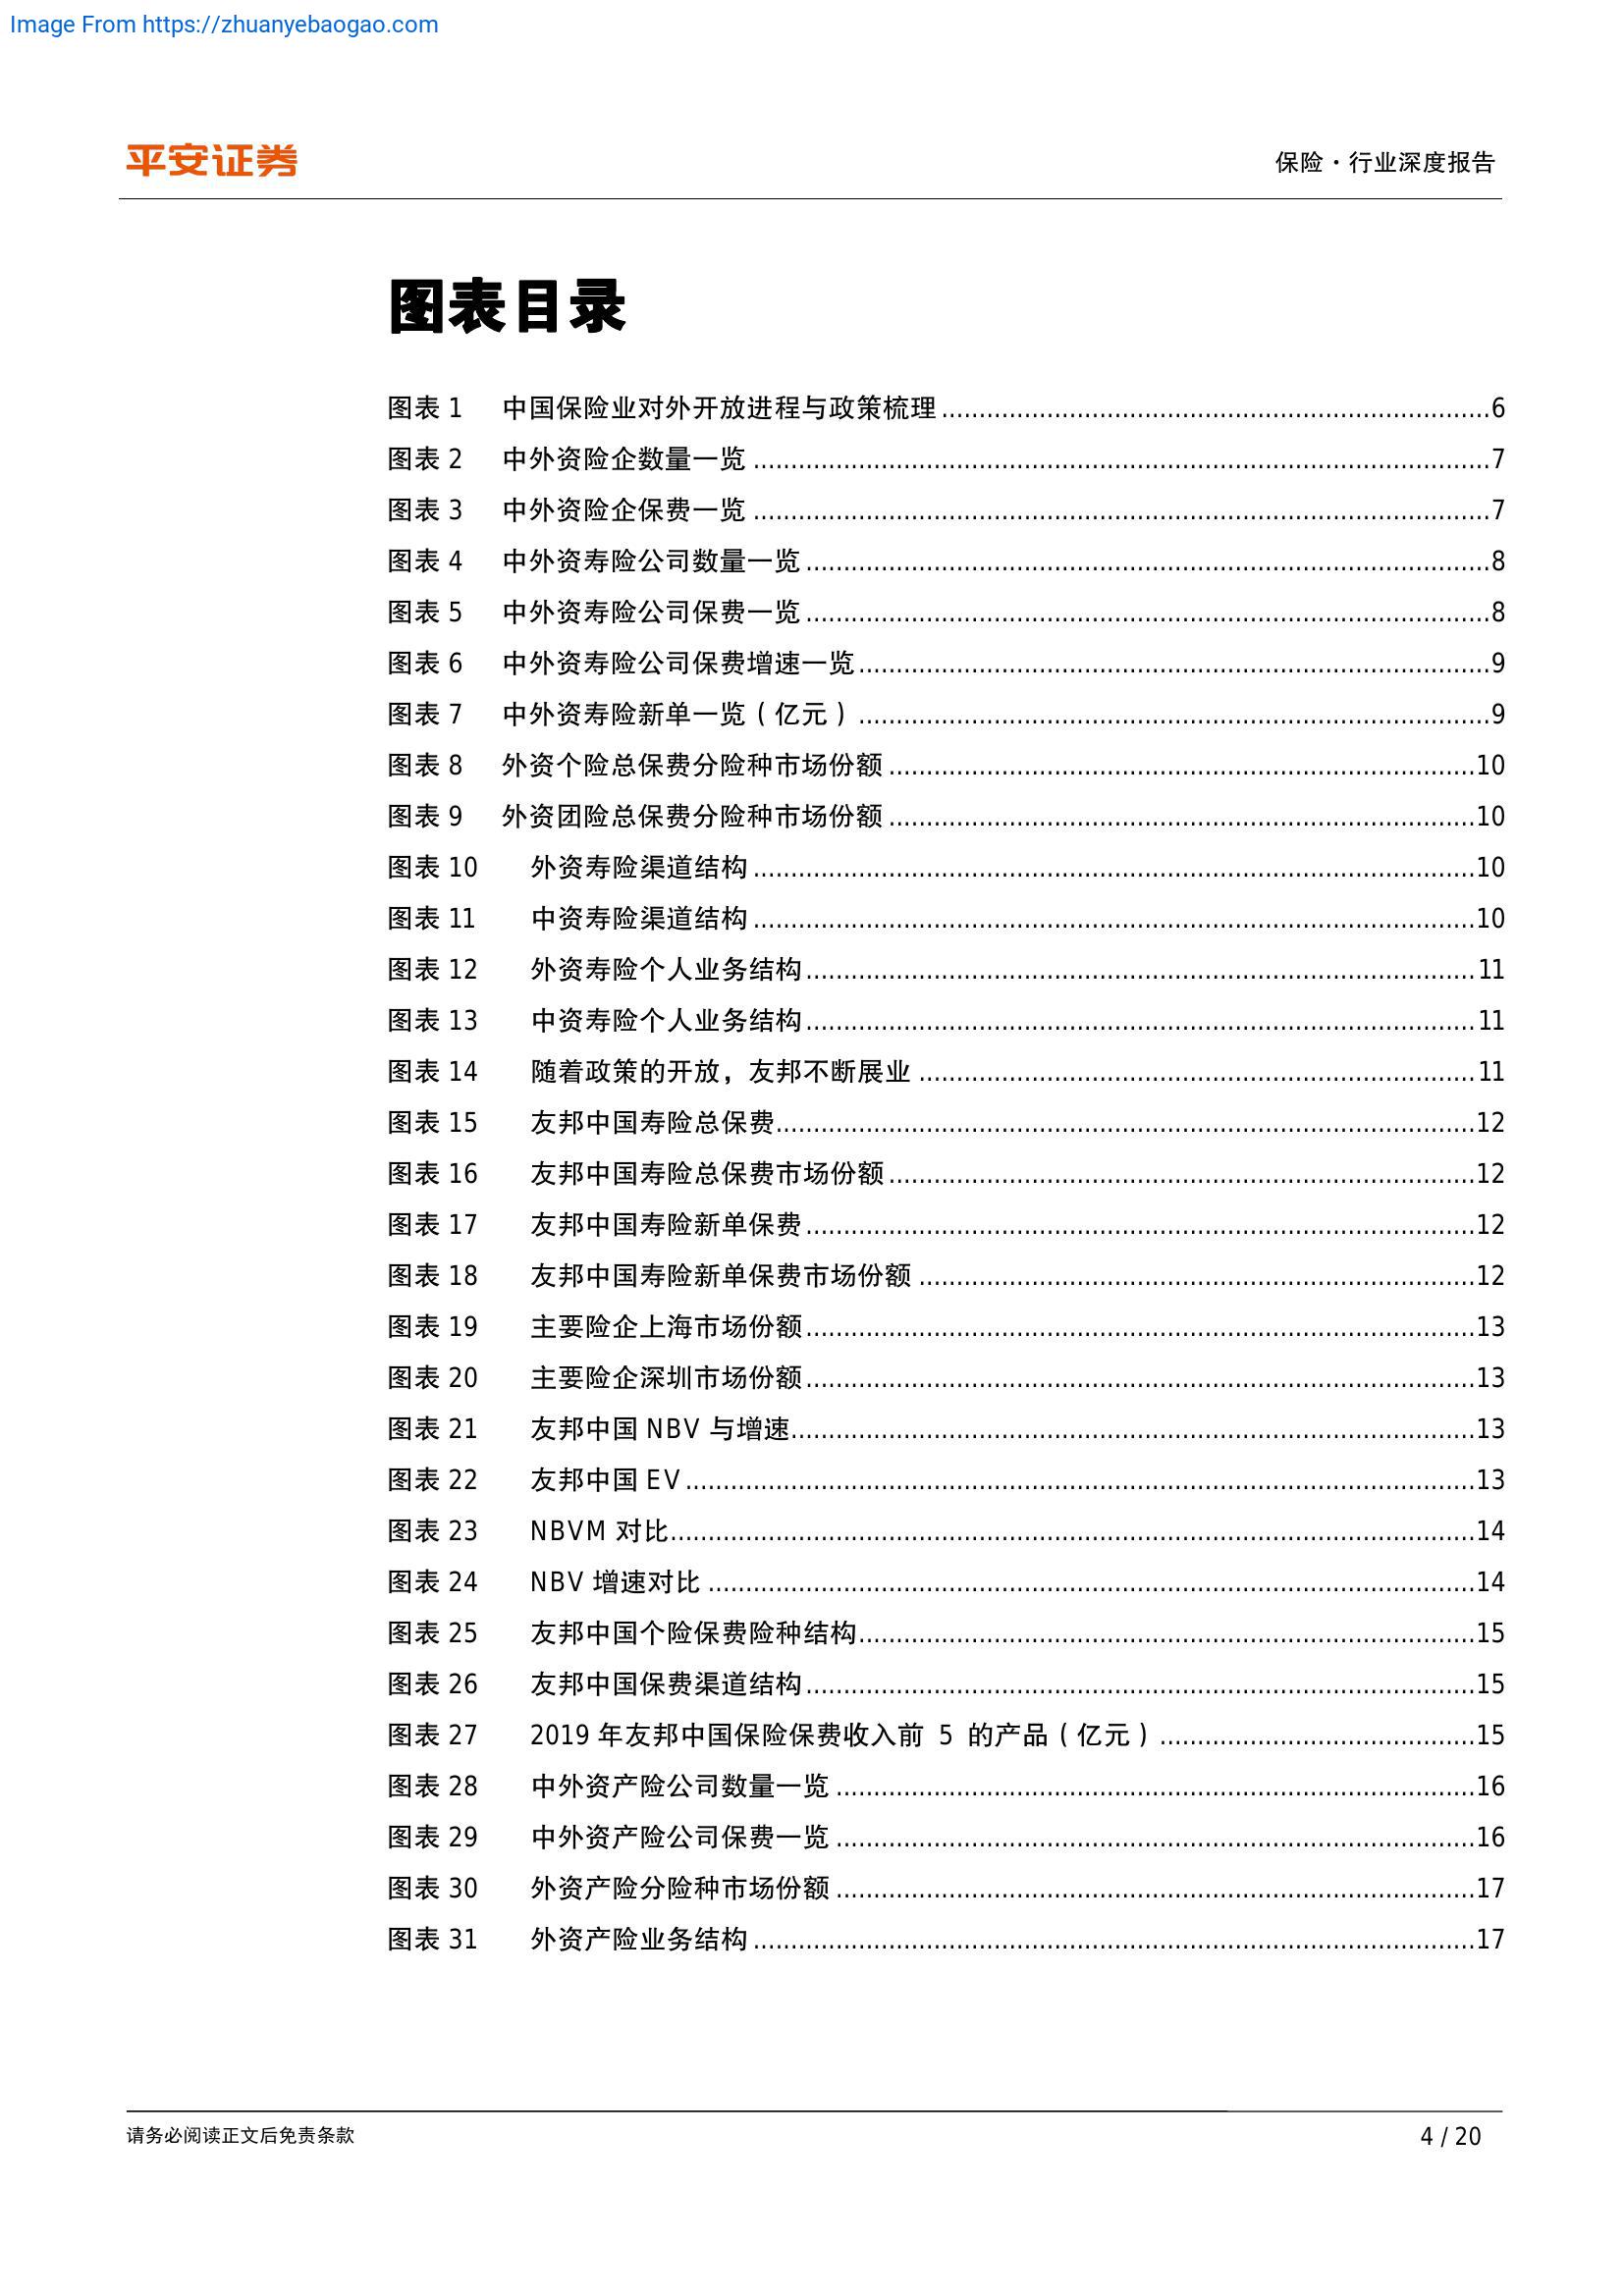 Image From https://zhuanyebaogao.com
平安证券
保险·行业深度报告
图表目录
图表 1 中国保险业对外开放进程与政策梳理 6
图表 2 中外资险企数量一览 7
图表 3 中外资险企保费一览 7
图表 4 中外资寿险公司数量一览 8
图表 5 中外资寿险公司保费一览 8
图表 6 中外资寿险公司保费增速一览 9
图表 7 中外资寿险新单一览（亿元） 9
图表 8 外资个险总保费分险种市场份额 10
图表 9 外资团险总保费分险种市场份额 10
图表 10 外资寿险渠道结构 10
图表 11 中资寿险渠道结构 10
图表 12 外资寿险个人业务结构 11
图表 13 中资寿险个人业务结构 11
图表 14 随着政策的开放，友邦不断展业 11
图表 15 友邦中国寿险总保费 12
图表 16 友邦中国寿险总保费市场份额 12
图表 17 友邦中国寿险新单保费 12
图表 18 友邦中国寿险新单保费市场份额 12
图表 19 主要险企上海市场份额 13
图表 20 主要险企深圳市场份额 13
图表 21 友邦中国 NBV 与增速 13
图表 22 友邦中国 EV 13
图表 23 NBVM 对比 14
图表 24 NBV 增速对比 14
图表 25 友邦中国个险保费险种结构 15
图表 26 友邦中国保费渠道结构 15
图表 27 2019 年友邦中国保险保费收入前 5 的产品（亿元） 15
图表 28 中外资产险公司数量一览 16
图表 29 中外资产险公司保费一览 16
图表 30 外资产险分险种市场份额 17
图表 31 外资产险业务结构 17
请务必阅读正文后免责条款
4 / 20